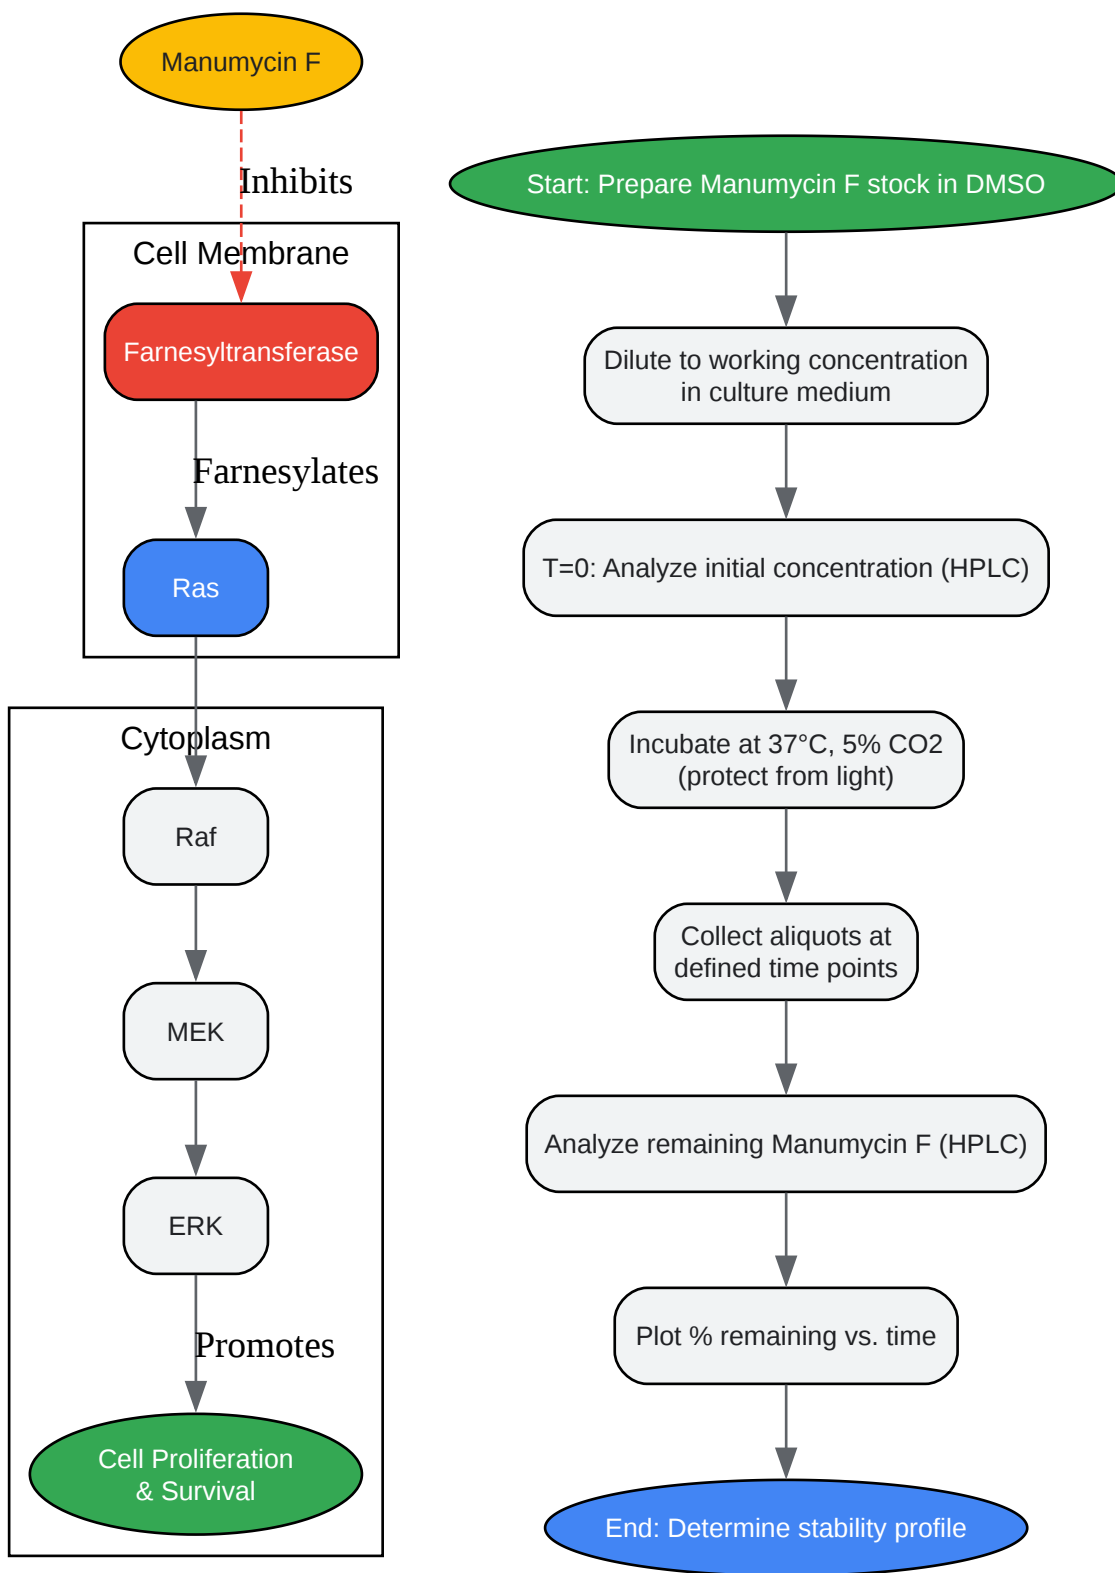 Manumycin F
Inhibits
Cell Membrane
Farnesyltransferase
Farnesylates
Ras
Cytoplasm
Raf
MEK
ERK
Promotes
Cell Proliferation
& Survival
Start: Prepare Manumycin F stock in DMSO
Dilute to working concentration
in culture medium
T=0: Analyze initial concentration (HPLC)
Incubate at 37°C, 5% CO2
(protect from light)
Collect aliquots at
defined time points
Analyze remaining Manumycin F (HPLC)
Plot % remaining vs. time
End: Determine stability profile